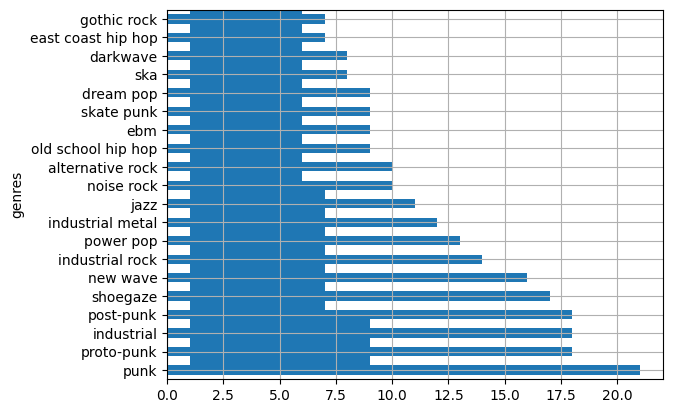 gothic rock
east coast hip hop
darkwave
ska
dream pop
skate punk
ebm
old school hip hop
alternative rock
noise rock
jazz
industrial metal
power pop
industrial rock
new wave
shoegaze
post-punk
industrial
proto-punk
punk
genres
0.0 2.5 5.0 7.5 10.0 12.5 15.0 17.5 20.0